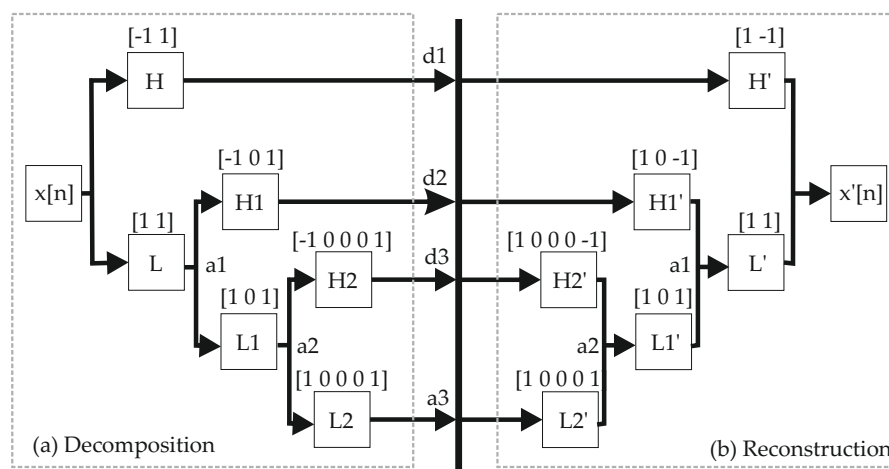 [-1 1]
H
d1
[1 -1]
H'
x[n]
[-1 0 1]
H1
d2
[1 0 -1]
H1'
x'[n]
[1 1]
L
a1
[-1 0 0 0 1]
H2
d3
[1 0 0 0 -1]
H2'
a1
[1 1]
L'
[1 0 1]
L1
a2
a2
[1 0 1]
L1'
[1 0 0 0 1]
L2
a3
[1 0 0 0 1
L2'
(a) Decomposition
(b) Reconstruction